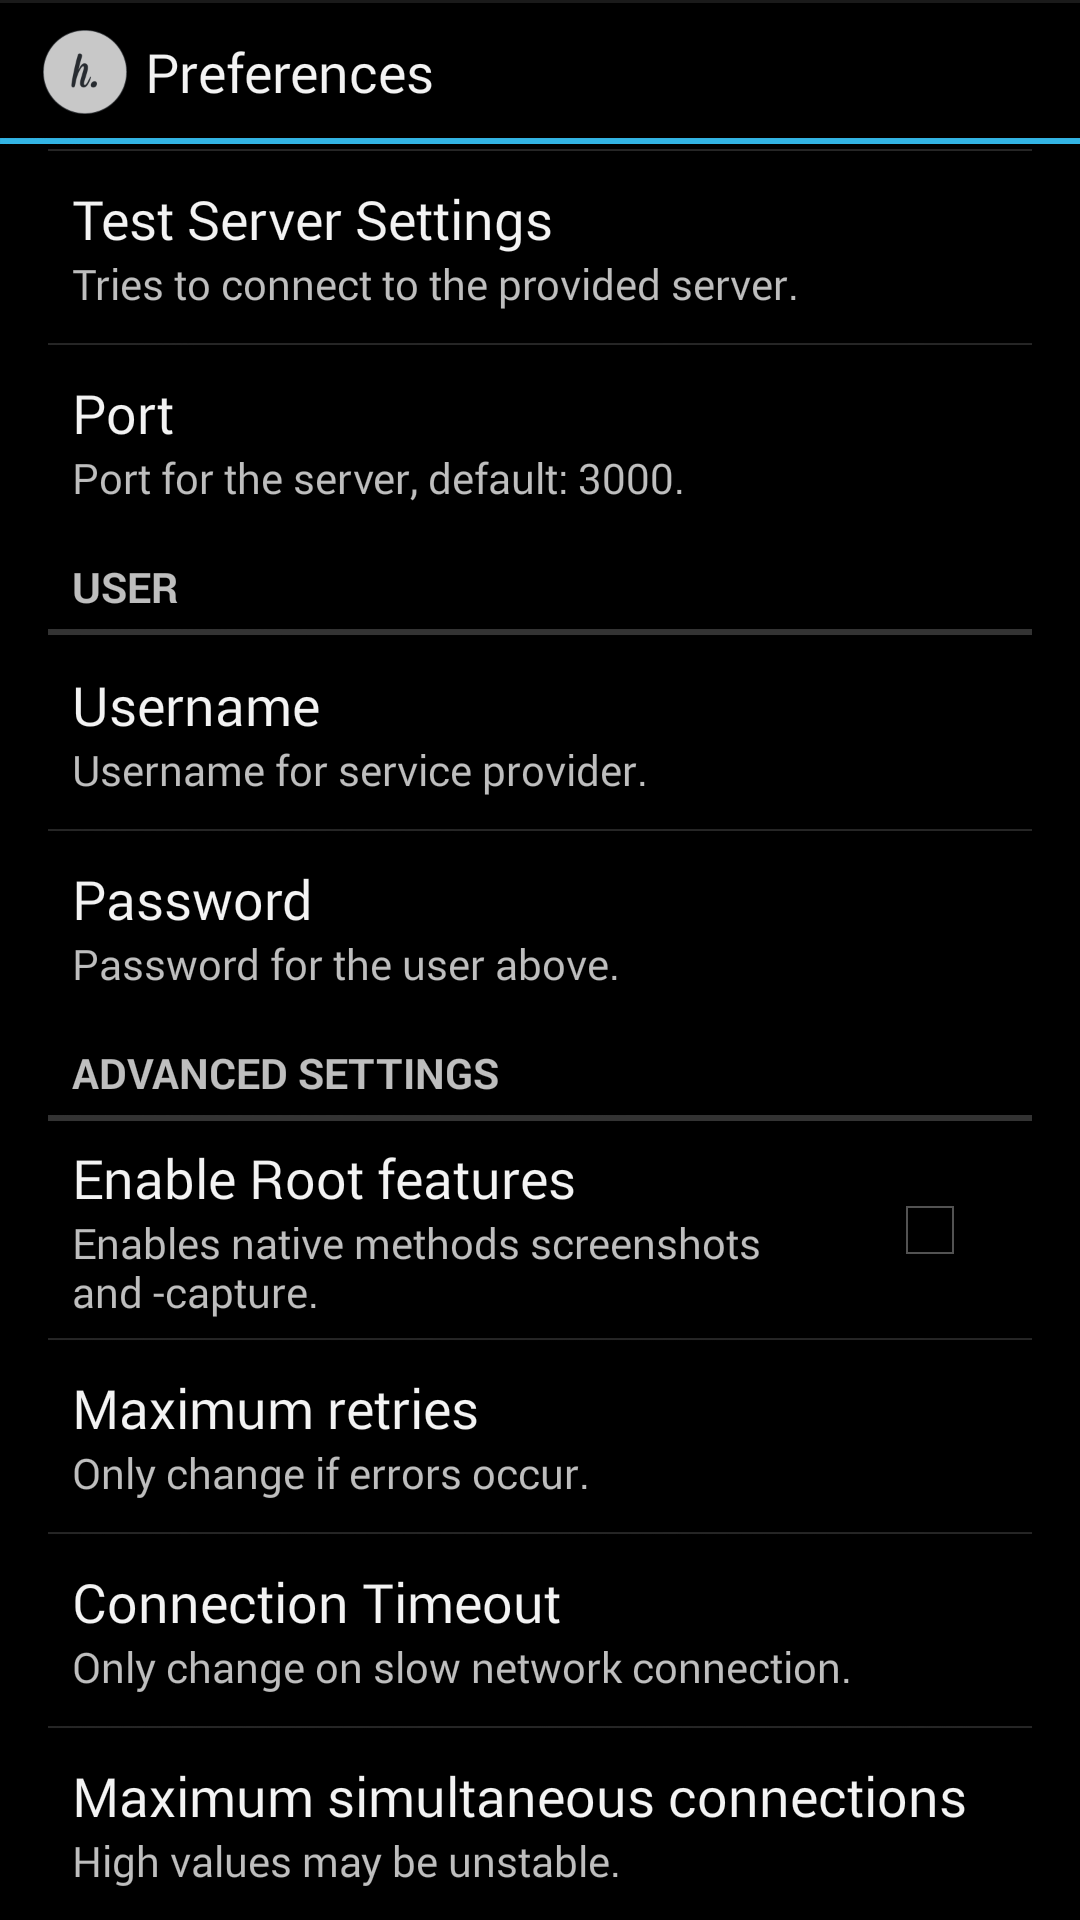 h. Preferences
Test Server Settings
Tries to connect to the provided server.
Port
Port for the server, default: 3000.
USER
Username
Username for service provider.
Password
Password for the user above.
ADVANCED SETTINGS
Enable Root features
Enables native methods screenshots
and -capture.
Maximum retries
Only change if errors occur.
Connection Timeout
Only change on slow network connection.
Maximum simultaneous connections
High values may be unstable.